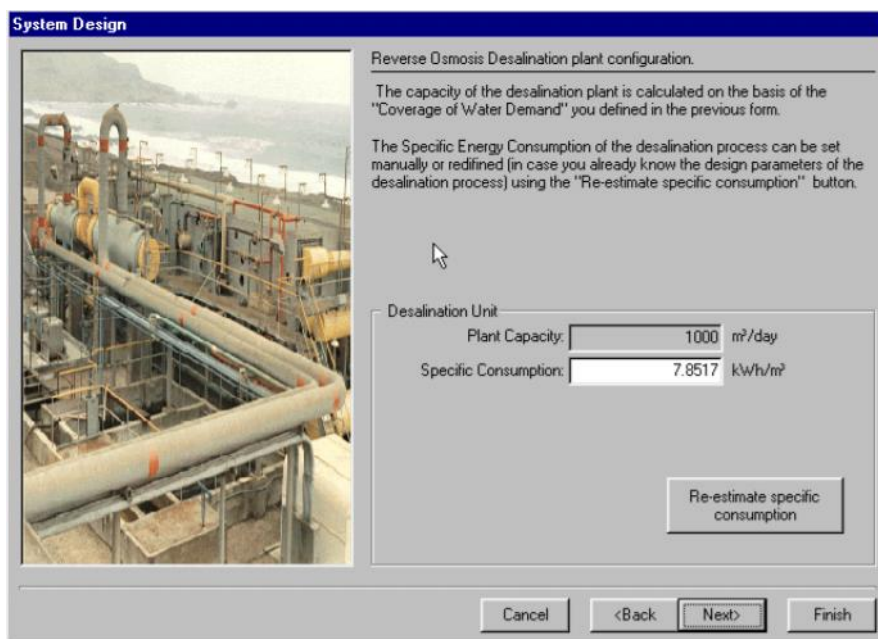 System Design
Reverse Osmosis Desalination plant configuration.
The capacity of the desalination plant is calculated on the basis of the
"Coverage of Water Demand" you defined in the previous form.
The Specific Energy Consumption of the desalination process can be set
manually or redifined (in case you already know the design parameters of the
desalination process) using the "Re-estimate specific consumption" button.
Desalination Unit
Plant Capacity: 1000 m³/day
Specific Consumption: 7.8517 kWh/m³
Re-estimate specific
consumption
Cancel <Back Next> Finish